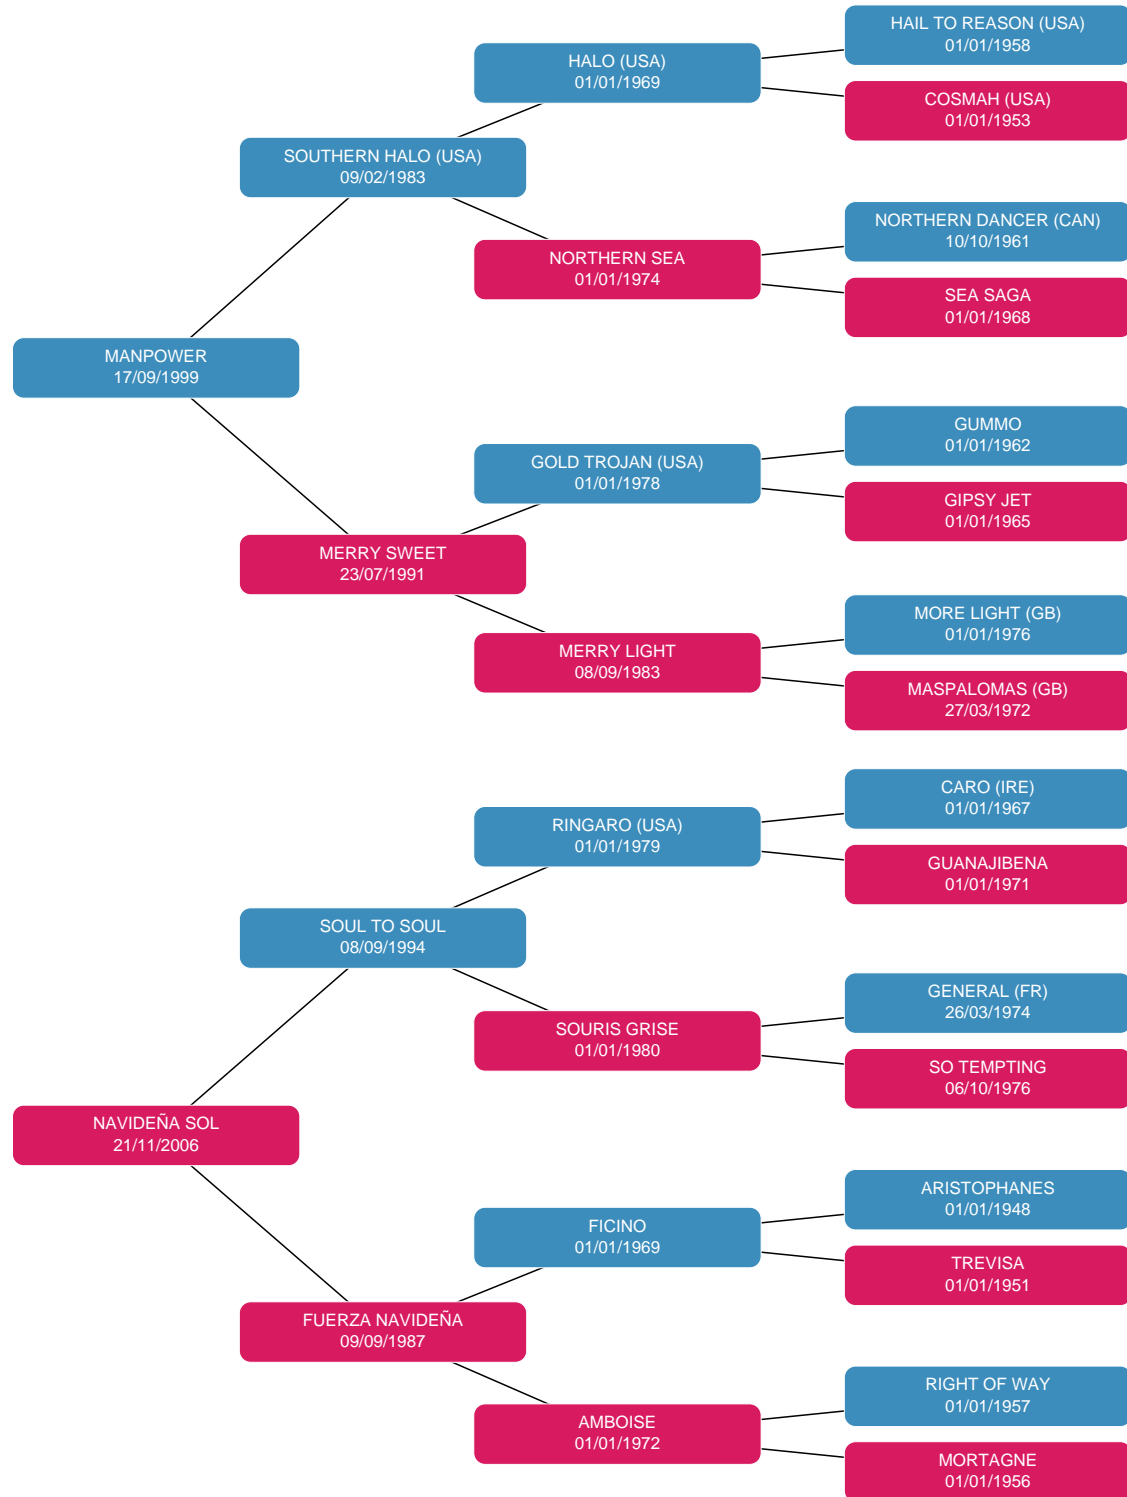 HAIL TO REASON (USA)
01/01/1958
HALO (USA)
01/01/1969
COSMAH (USA)
01/01/1953
SOUTHERN HALO (USA)
09/02/1983
NORTHERN DANCER (CAN)
10/10/1961
NORTHERN SEA
01/01/1974
SEA SAGA
01/01/1968
MANPOWER
17/09/1999
GUMMO
01/01/1962
GOLD TROJAN (USA)
01/01/1978
GIPSY JET
01/01/1965
MERRY SWEET
23/07/1991
MORE LIGHT (GB)
01/01/1976
MERRY LIGHT
08/09/1983
MASPALOMAS (GB)
27/03/1972
CARO (IRE)
01/01/1967
RINGARO (USA)
01/01/1979
GUANAJIBENA
01/01/1971
SOUL TO SOUL
08/09/1994
GENERAL (FR)
26/03/1974
SOURIS GRISE
01/01/1980
SO TEMPTING
06/10/1976
NAVIDEÑA SOL
21/11/2006
ARISTOPHANES
01/01/1948
FICINO
01/01/1969
TREVISA
01/01/1951
FUERZA NAVIDEÑA
09/09/1987
RIGHT OF WAY
01/01/1957
AMBOISE
01/01/1972
MORTAGNE
01/01/1956